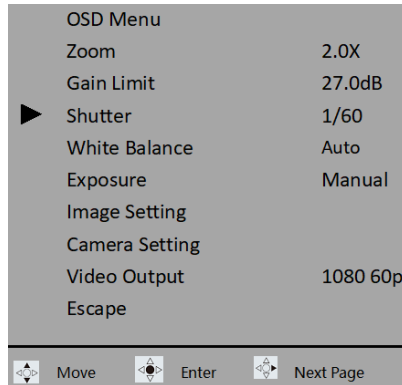 OSD Menu
Zoom 2.0X
Gain Limit 27.0dB
Shutter 1/60
White Balance Auto
Exposure Manual
Image Setting
Camera Setting
Video Output 1080 60p
Escape
Move Enter Next Page